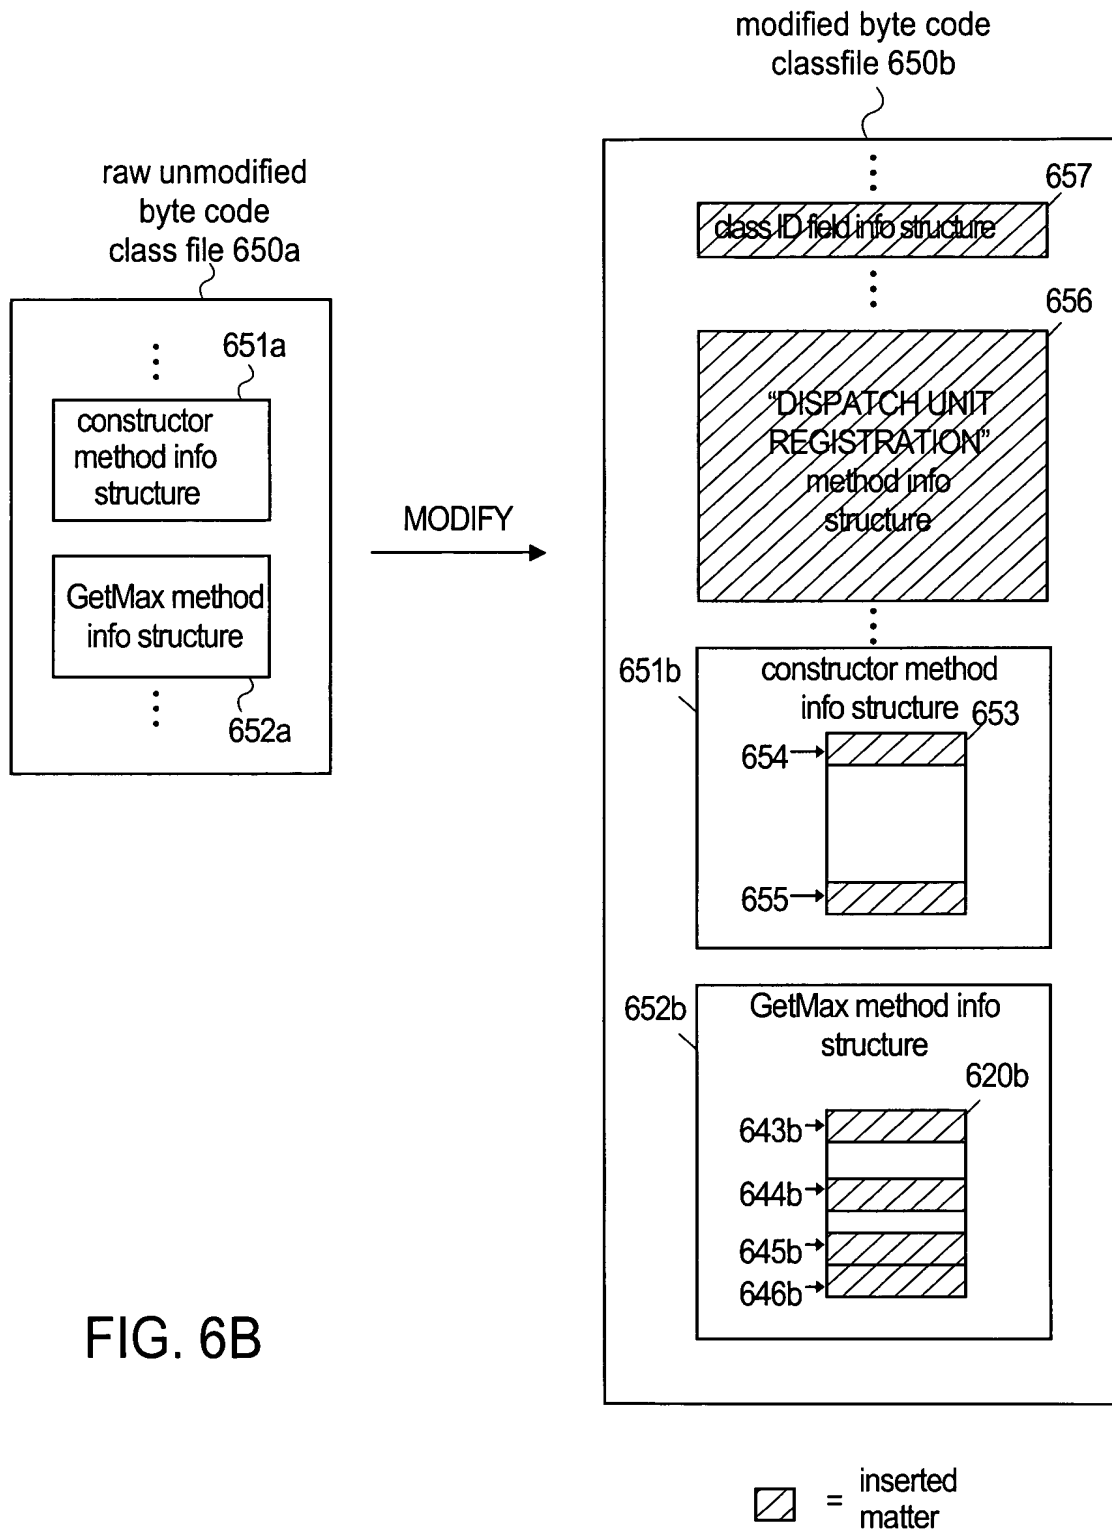 raw unmodified
byte code
class file 650a
651a
constructor
method info
structure
GetMax method
info structure
652a
MODIFY
modified byte code
classfile 650b
657
class ID field info structure
656
"DISPATCH UNIT
REGISTRATION"
method info
structure
651b
constructor method
info structure
653
654
655
652b
GetMax method info
structure
620b
643b
644b
645b
646b
FIG. 6B
= inserted
matter